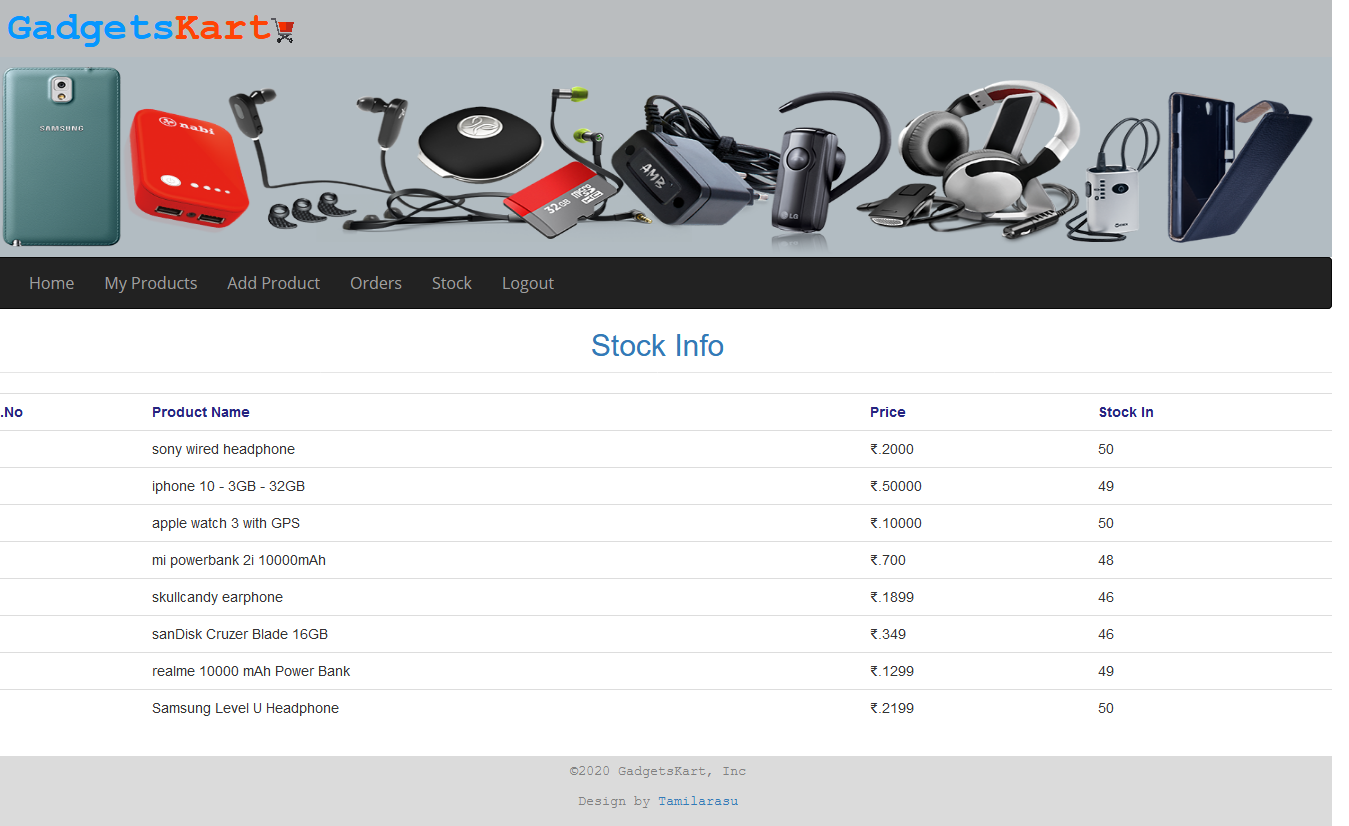 GadgetsKart
SAMSUNG
nabi
32GB
micro SD
HC
AMB
LG
Home My Products Add Product Orders Stock Logout
Stock Info
.No Product Name Price Stock In
sony wired headphone ₹.2000 50
iphone 10 - 3GB - 32GB ₹.50000 49
apple watch 3 with GPS ₹.10000 50
mi powerbank 2i 10000mAh ₹.700 48
skullcandy earphone ₹.1899 46
sanDisk Cruzer Blade 16GB ₹.349 46
realme 10000 mAh Power Bank ₹.1299 49
Samsung Level U Headphone ₹.2199 50
©2020 GadgetsKart, Inc
Design by Tamilarasu